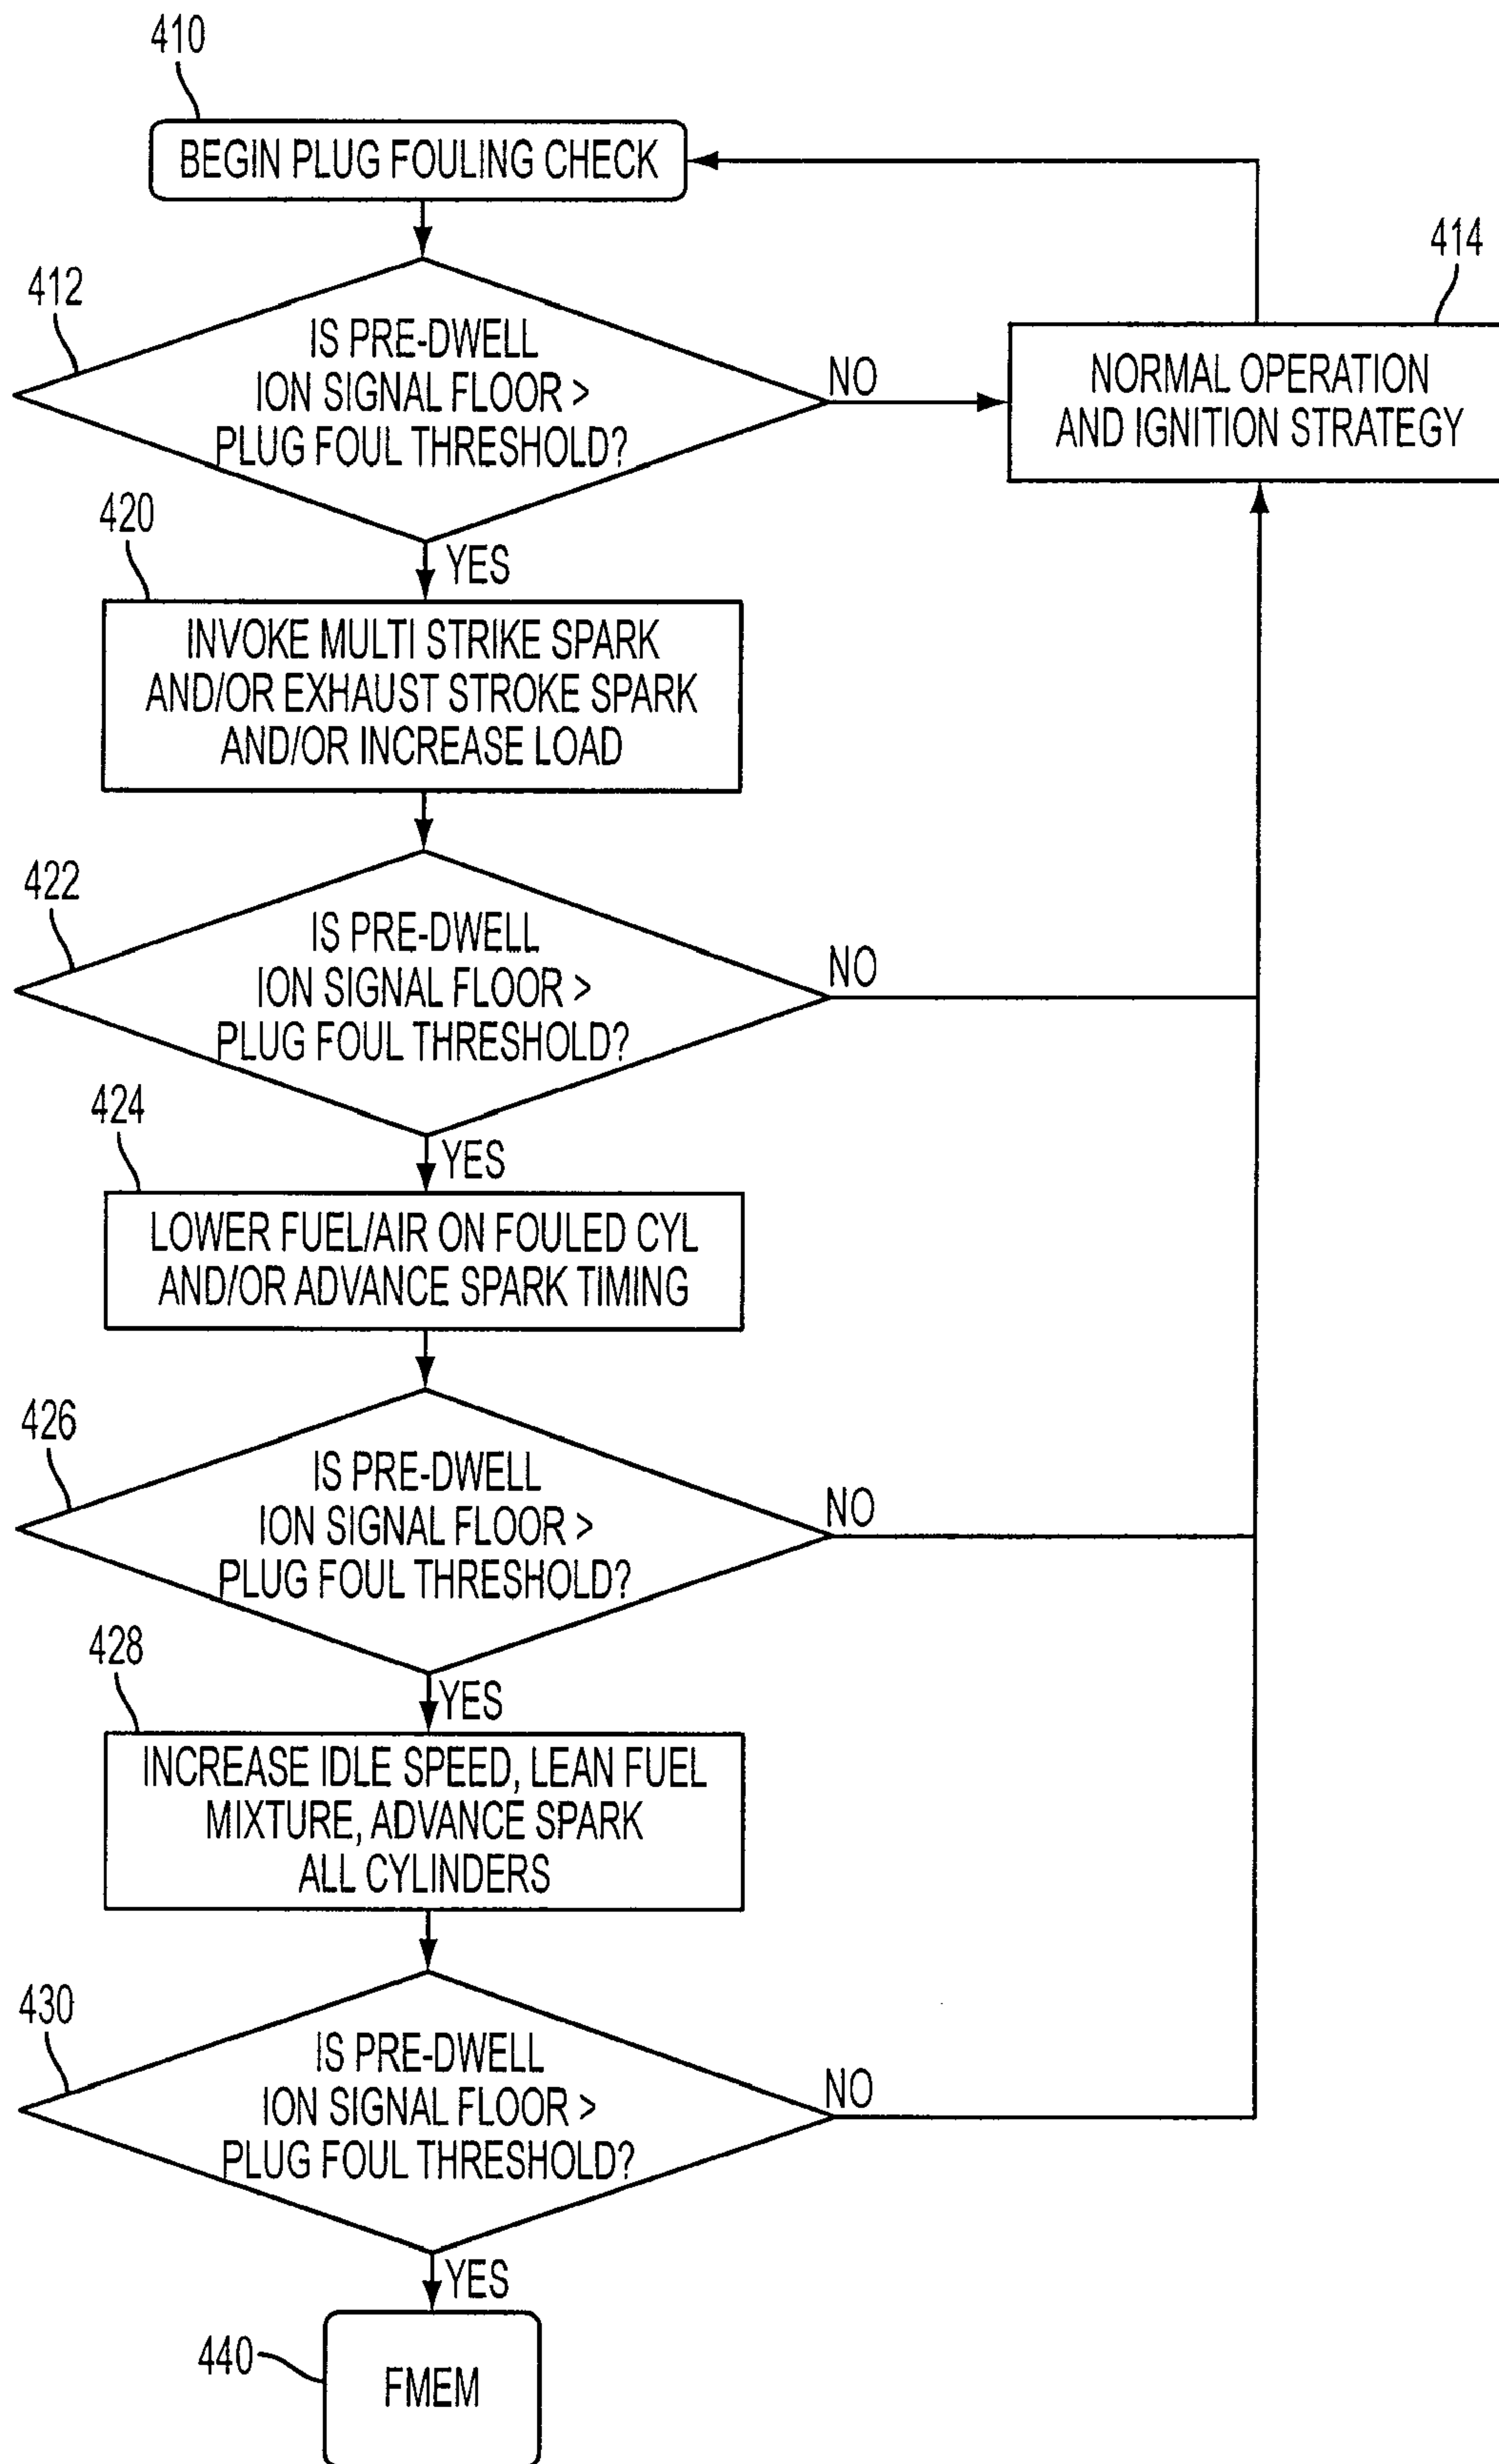 410
BEGIN PLUG FOULING CHECK
414
412
IS PRE-DWELL
ION SIGNAL FLOOR >
PLUG FOUL THRESHOLD?
NO
NORMAL OPERATION
AND IGNITION STRATEGY
YES
420
INVOKE MULTI STRIKE SPARK
AND/OR EXHAUST STROKE SPARK
AND/OR INCREASE LOAD
422
IS PRE-DWELL
ION SIGNAL FLOOR >
PLUG FOUL THRESHOLD?
NO
YES
424
LOWER FUEL/AIR ON FOULED CYL
AND/OR ADVANCE SPARK TIMING
426
IS PRE-DWELL
ION SIGNAL FLOOR >
PLUG FOUL THRESHOLD?
NO
YES
428
INCREASE IDLE SPEED, LEAN FUEL
MIXTURE, ADVANCE SPARK
ALL CYLINDERS
430
IS PRE-DWELL
ION SIGNAL FLOOR >
PLUG FOUL THRESHOLD?
NO
YES
440
FMEM